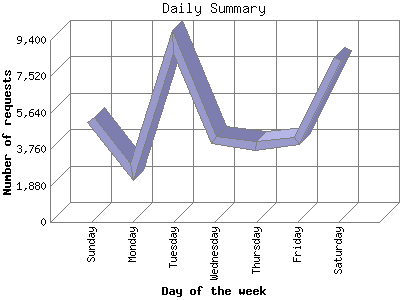 Daily Summary
Number of requests
9,400
7,520
5,640
3,760
1,880
0
Sunday
Monday
Tuesday
Wednesday
Thursday
Friday
Saturday
Day of the week